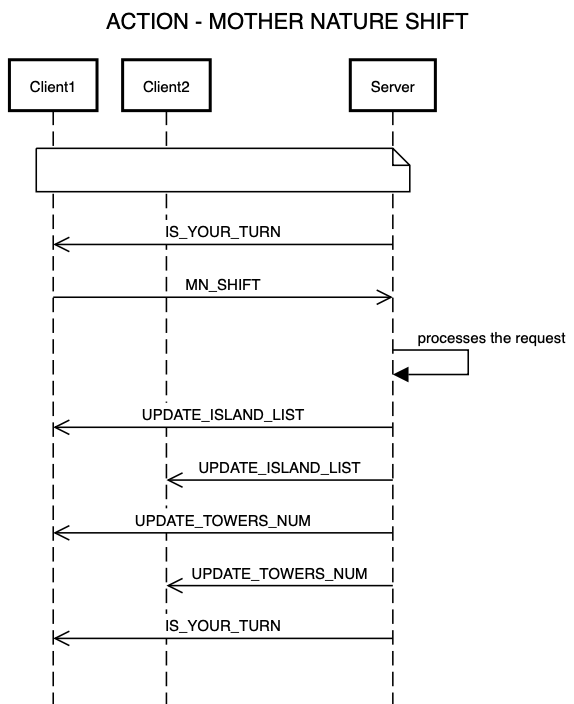 ACTION - MOTHER NATURE SHIFT
Client1
Client2
Server
IS_YOUR_TURN
MN_SHIFT
processes the request
UPDATE_ISLAND_LIST
UPDATE_ISLAND_LIST
UPDATE_TOWERS_NUM
UPDATE_TOWERS_NUM
IS_YOUR_TURN